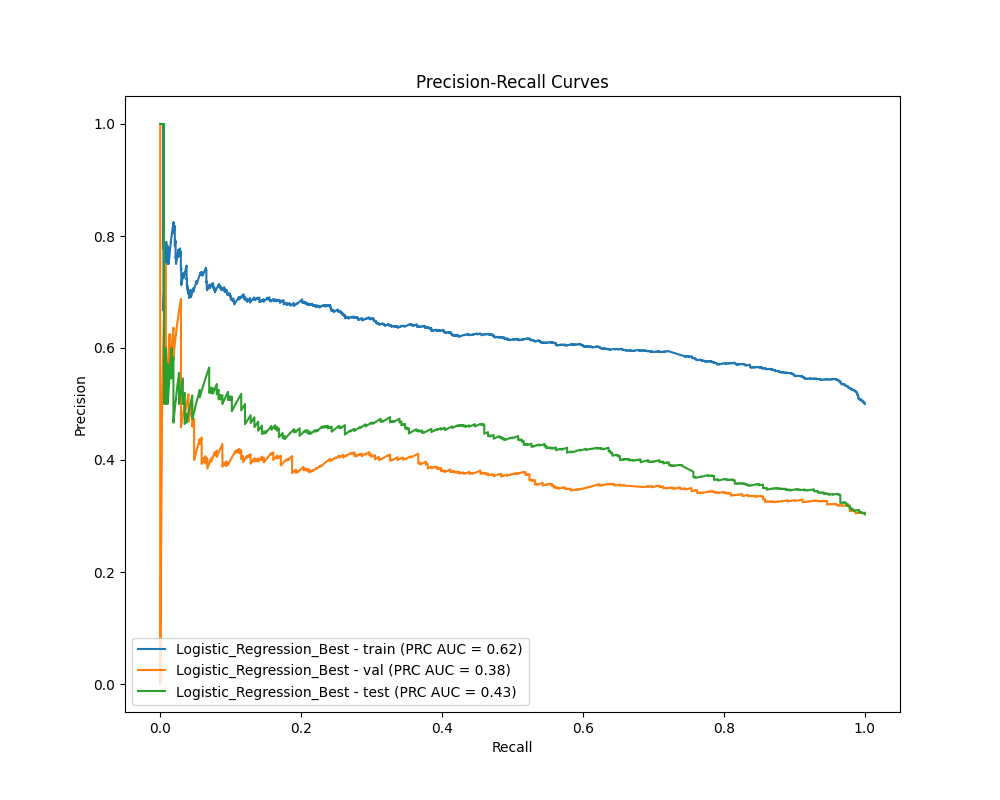 Precision-Recall Curves
1.0
0.8
0.6
0.4
0.2
0.0
Precision
Logistic_Regression_Best - train (PRC AUC = 0.62)
Logistic_Regression_Best - val (PRC AUC = 0.38)
Logistic_Regression_Best - test (PRC AUC = 0.43)
0.0 0.2 0.4 0.6 0.8 1.0
Recall